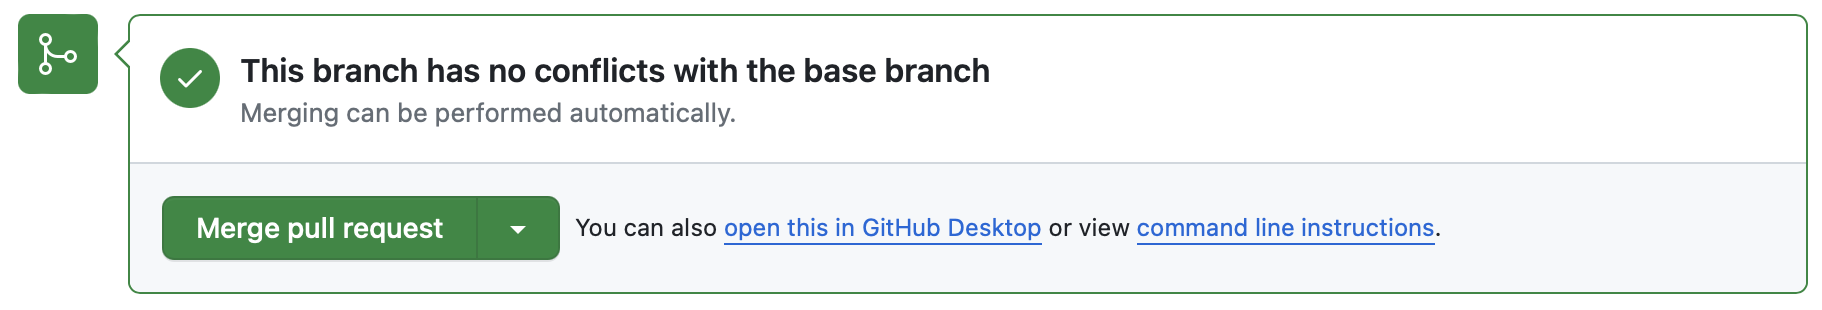 This branch has no conflicts with the base branch
Merging can be performed automatically.
Merge pull request You can also open this in GitHub Desktop or view command line instructions.